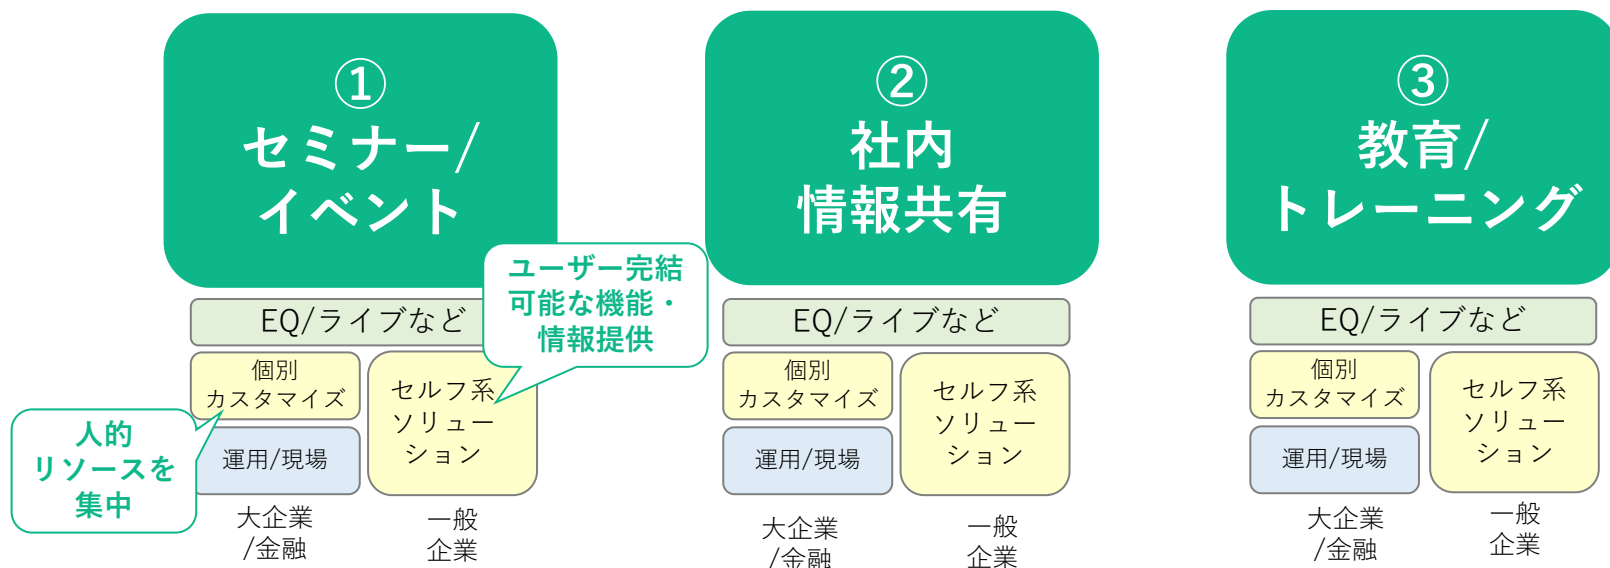 ①
セミナー/
イベント
②
社内
情報共有
③
教育/
トレーニング
ユーザー完結
可能な機能・
情報提供
EQ/ライブなど
個別
カスタマイズ
セルフ系
ソリュー
ション
運用/現場
人的
リソースを
集中
大企業
/金融
一般
企業
EQ/ライブなど
個別
カスタマイズ
セルフ系
ソリュー
ション
運用/現場
大企業
/金融
一般
企業
EQ/ライブなど
個別
カスタマイズ
セルフ系
ソリュー
ション
運用/現場
大企業
/金融
一般
企業